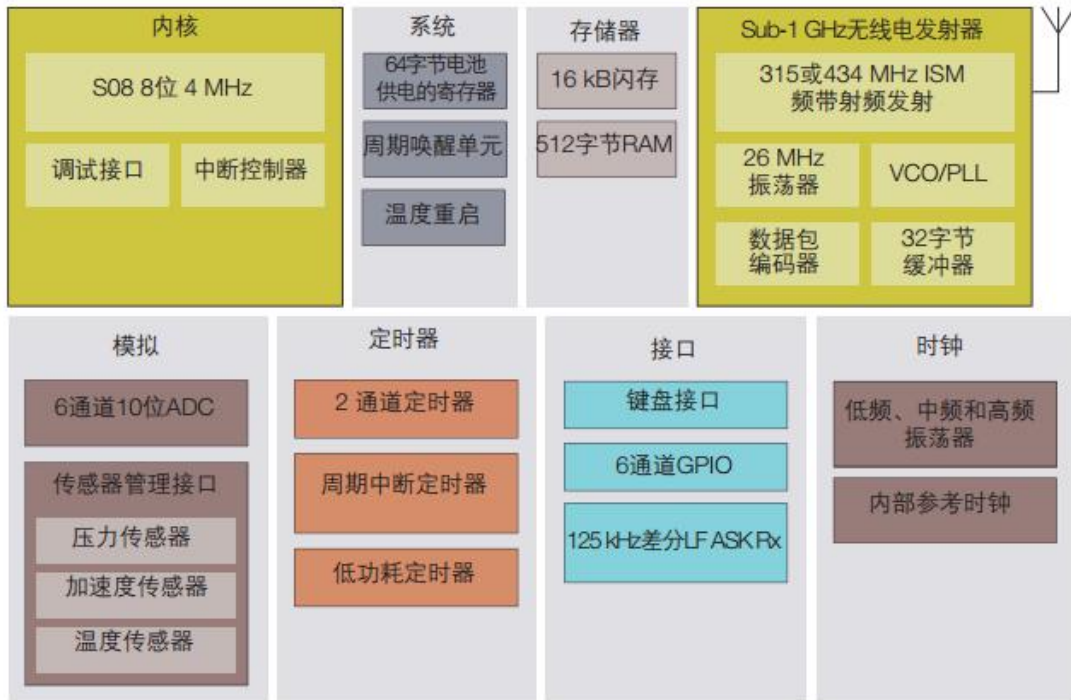 内核
S08 8位 4 MHz
调试接口
中断控制器
系统
64字节电池
供电的寄存器
周期唤醒单元
温度重启
存储器
16 kB闪存
512字节RAM
Sub-1 GHz无线电发射器
315或434 MHz ISM
频带射频发射
26 MHz
振荡器
VCO/PLL
数据包
编码器
32字节
缓冲器
模拟
6通道10位ADC
传感器管理接口
压力传感器
加速度传感器
温度传感器
定时器
2 通道定时器
周期中断定时器
低功耗定时器
接口
键盘接口
6通道GPIO
125 kHz差分LF ASK Rx
时钟
低频、中频和高频
振荡器
内部参考时钟